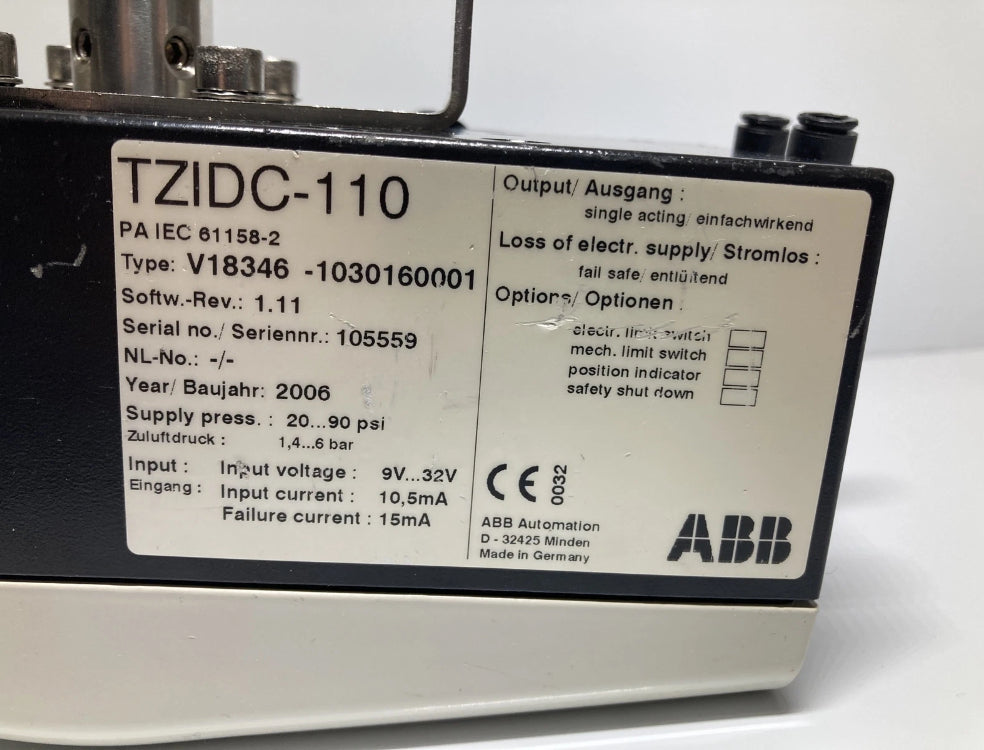 TZIDC-110
PA IEC 61158-2
Type: V18346 -1030160001
Softw.-Rev.: 1.11
Serial no./ Seriennr.: 105559
NL-No.: -/-
Year/ Baujahr: 2006
Supply press. : 20...90 psi
Zuluftdruck : 1,4...6 bar
Input : Input voltage : 9V...32V
Eingang : Input current : 10,5mA
Failure current : 15mA
Output/ Ausgang :
single acting/ einfachwirkend
Loss of electr. supply/ Stromlos :
fail safe/ entlüftend
Options/ Optionen :
electr. limit switch
mech. limit switch
position indicator
safety shut down
CE 0032
ABB Automation
D - 32425 Minden
Made in Germany
ABB